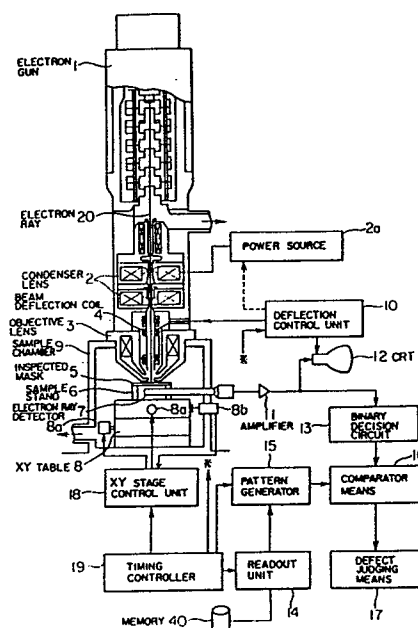 ELECTRON
GUN
1
ELECTRON
RAY
20
POWER SOURCE
2a
CONDENSER
LENS
2
BEAM
DEFLECTION COIL
4
DEFLECTION
CONTROL
UNIT
10
OBJECTIVE
LENS
3
SAMPLE
CHAMBER
9
*
12 CRT
INSPECTED
MASK
5
SAMPLE
STAND
6
ELECTRON RAY
DETECTOR
7
8a
8a
8b
11
AMPLIFIER
BINARY
DECISION
CIRCUIT
13
XY TABLE 8
*
15
XY STAGE
CONTROL UNIT
18
PATTERN
GENERATOR
COMPARATOR
MEANS
16
TIMING
CONTROLLER
19
READOUT
UNIT
14
DEFECT
JUDGING
MEANS
17
MEMORY 40